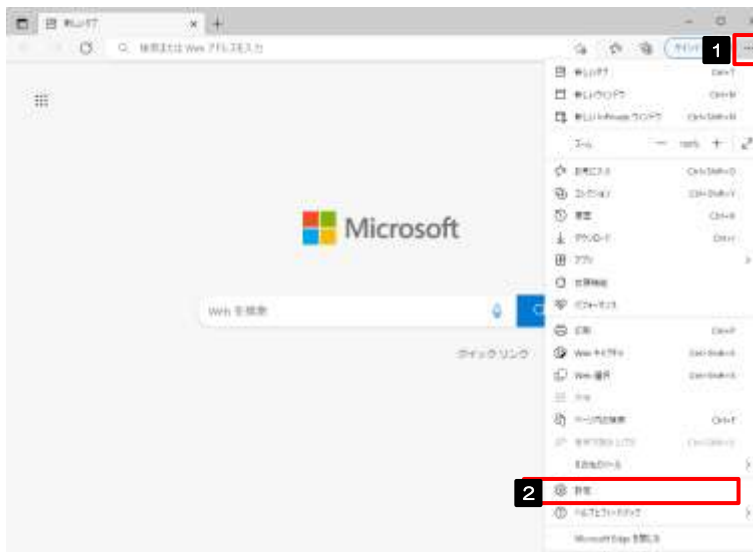 新しいタブ
検索または Web アドレスを入力
サインイン
1
新しいタブ Ctrl+T
新しいウィンドウ Ctrl+N
新しい InPrivate ウィンドウ Ctrl+Shift+N
ズーム 100%
お気に入り Ctrl+Shift+O
コレクション Ctrl+Shift+Y
履歴 Ctrl+H
ダウンロード Ctrl+J
アプリ
拡張機能
パフォーマンス
印刷 Ctrl+P
Web キャプチャ Ctrl+Shift+S
Web 選択 Ctrl+Shift+X
共有
ページ内の検索 Ctrl+F
音声で読み上げる Ctrl+Shift+U
その他のツール
2
設定
ヘルプとフィードバック
Microsoft Edge を閉じる
Microsoft
Web を検索
クイック リンク